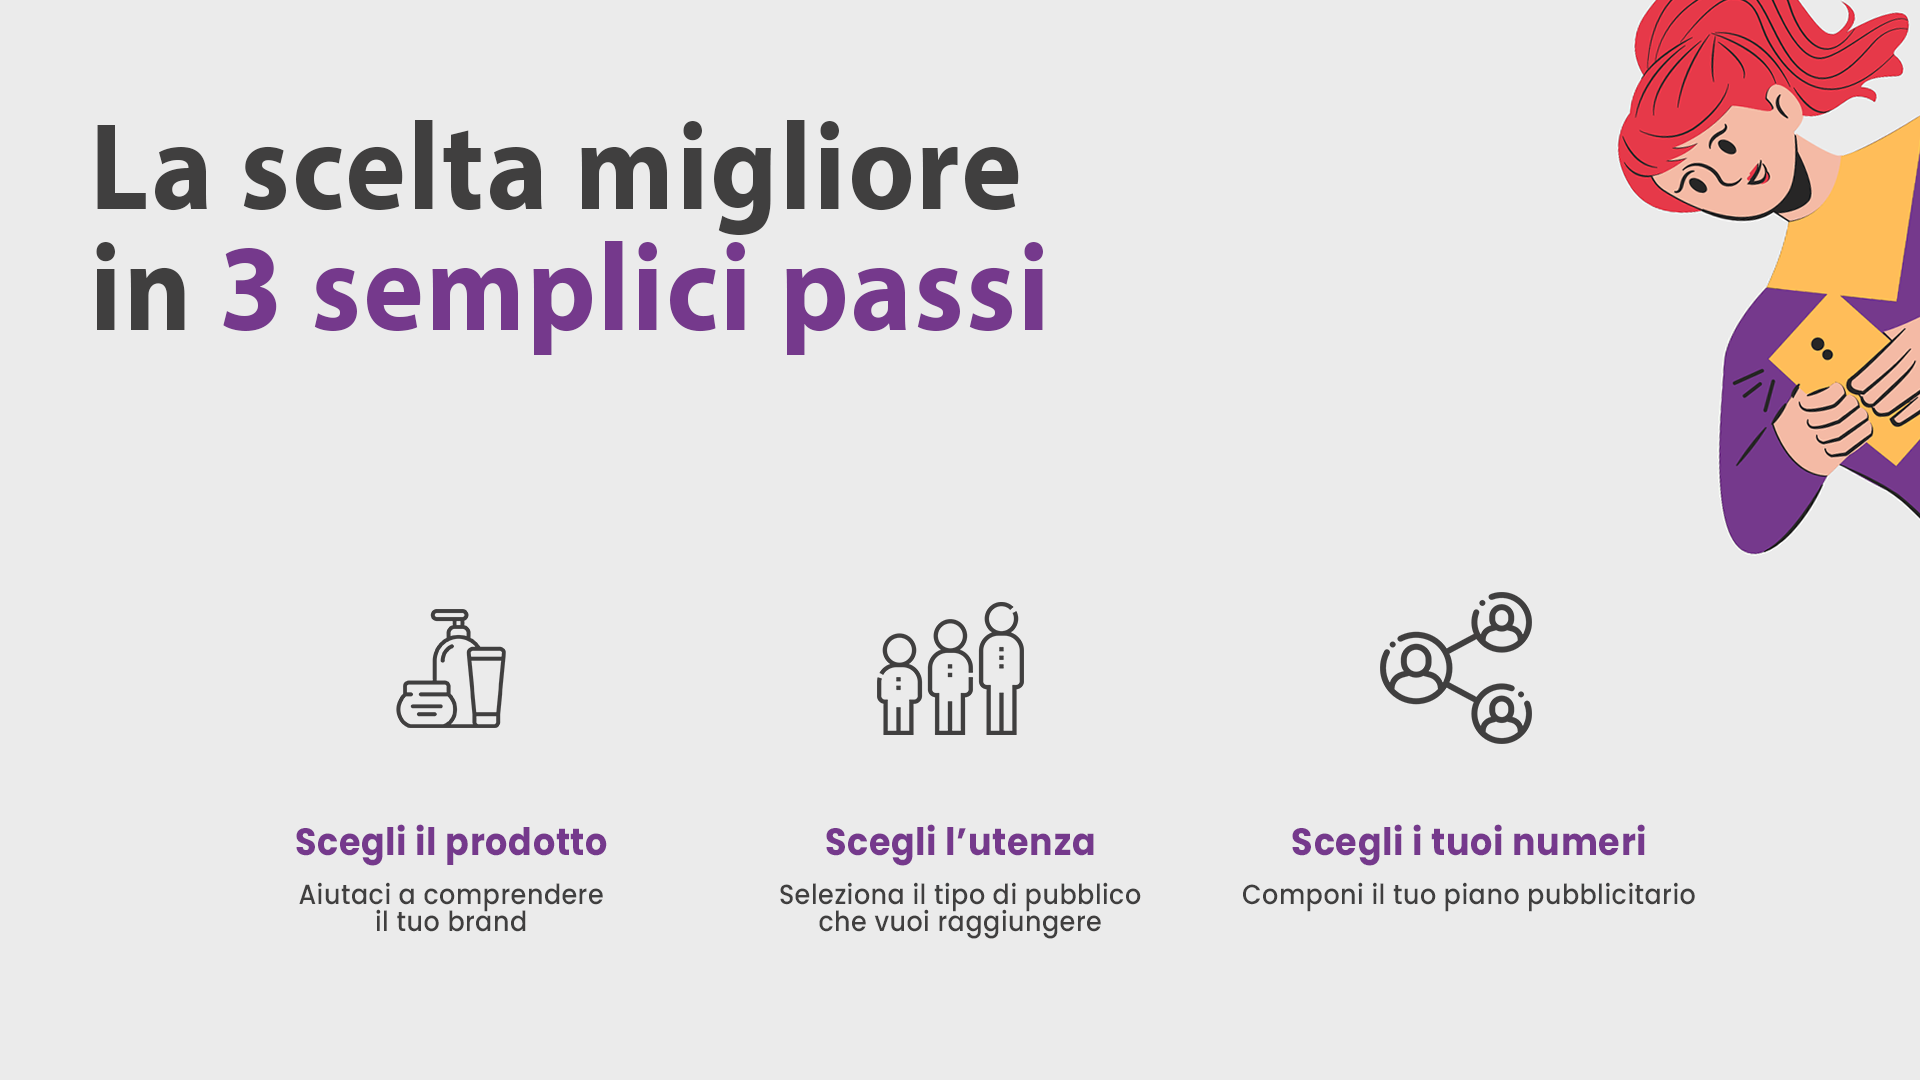 La scelta migliore
in 3 semplici passi
Scegli il prodotto
Aiutaci a comprendere
il tuo brand
Scegli l’utenza
Seleziona il tipo di pubblico
che vuoi raggiungere
Scegli i tuoi numeri
Componi il tuo piano pubblicitario